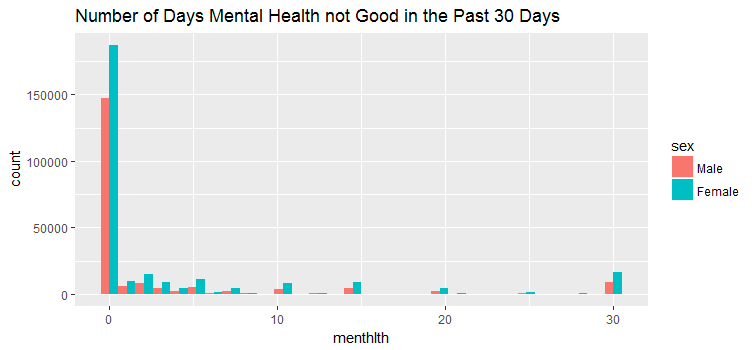 Number of Days Mental Health not Good in the Past 30 Days
150000
100000
50000
0
count
0 10 20 30
menthlth
sex
Male
Female